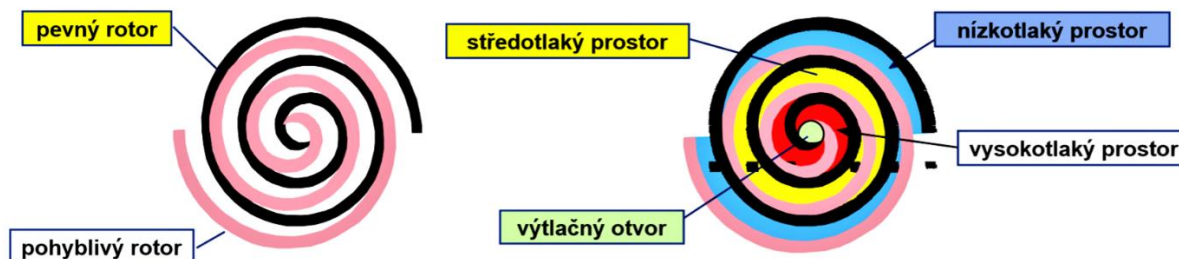 pevný rotor
středotlaký prostor
nízkotlaký prostor
vysokotlaký prostor
výtlačný otvor
pohyblivý rotor